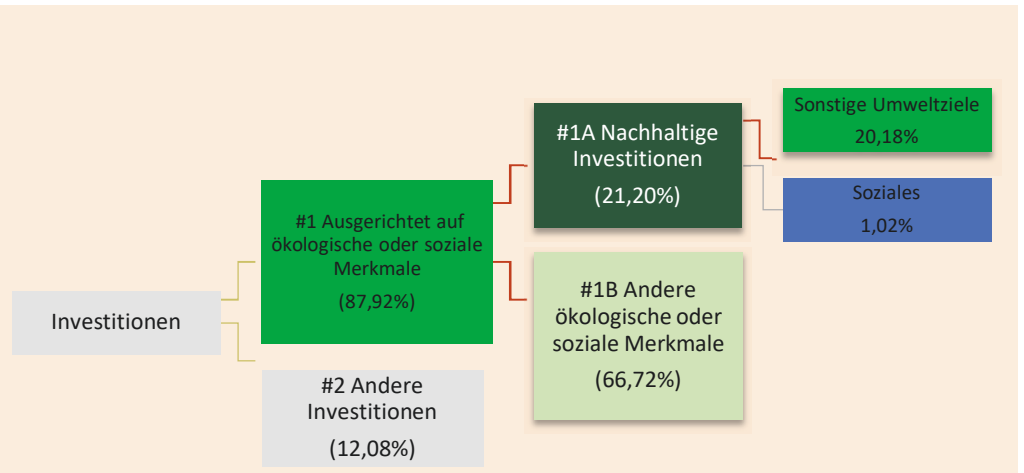 Investitionen
#1 Ausgerichtet auf
ökologische oder soziale
Merkmale
(87,92%)
#2 Andere
Investitionen
(12,08%)
#1A Nachhaltige
Investitionen
(21,20%)
#1B Andere
ökologische oder
soziale Merkmale
(66,72%)
Sonstige Umweltziele
20,18%
Soziales
1,02%